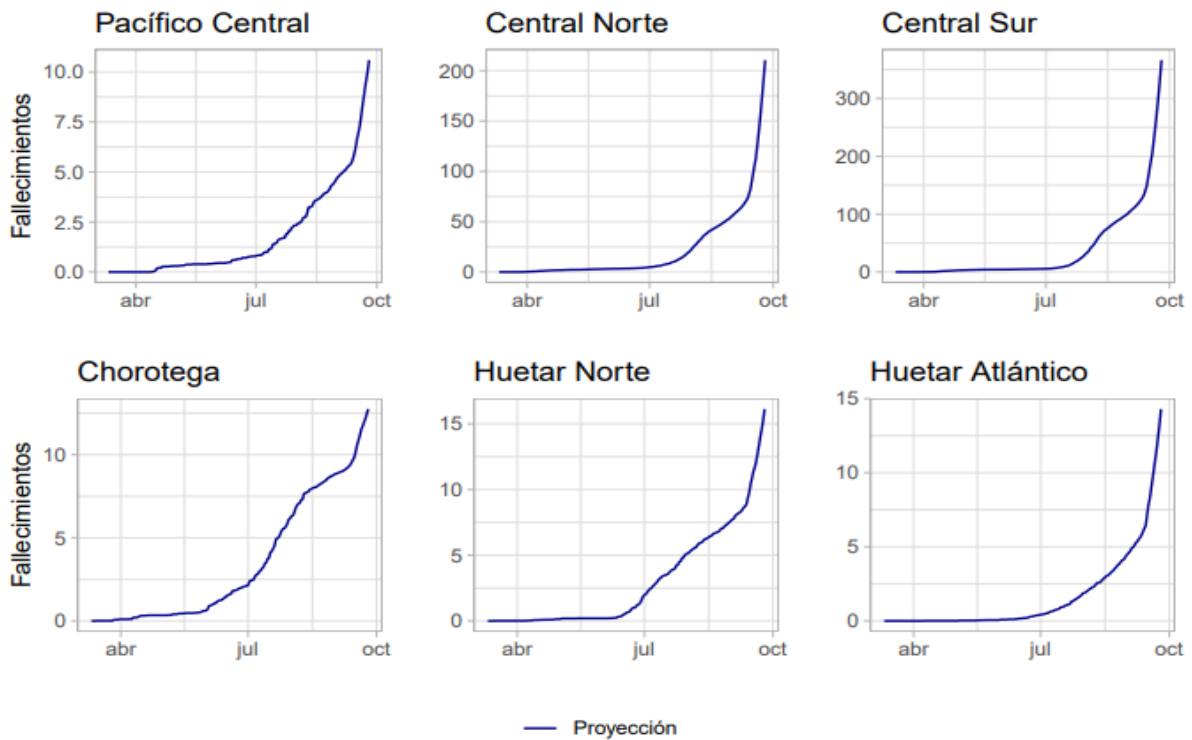 Pacífico Central
Central Norte
Central Sur
Fallecimientos
10.0
7.5
5.0
2.5
0.0
abr jul oct
200
150
100
50
0
abr jul oct
300
200
100
0
abr jul oct
Chorotega
Huetar Norte
Huetar Atlántico
Fallecimientos
10
5
0
abr jul oct
15
10
5
0
abr jul oct
15
10
5
0
abr jul oct
Proyección